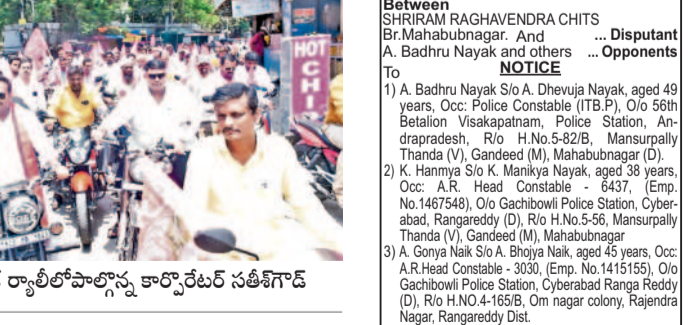 HOT
CHI
ర్యాలీలోపాల్గొన్న కార్పొరేటర్ సతీశ్‌గౌడ్
Between
SHRIRAM RAGHAVENDRA CHITS
Br.Mahabubnagar. And ... Disputant
A. Badhru Nayak and others ... Opponents
To NOTICE
1) A. Badhru Nayak S/o A. Dhevuja Nayak, aged 49
years, Occ: Police Constable (ITB.P), O/o 56th
Betalion Visakapatnam, Police Station, An-
drapradesh, R/o H.No.5-82/B, Mansurpally
Thanda (V), Gandeed (M), Mahabubnagar (D).
2) K. Hanmya S/o K. Manikya Nayak, aged 38 years,
Occ: A.R. Head Constable - 6437, (Emp.
No.1467548), O/o Gachibowli Police Station, Cyber-
abad, Rangareddy (D), R/o H.No.5-56, Mansurpally
Thanda (V), Gandeed (M), Mahabubnagar
3) A. Gonya Naik S/o A. Bhojya Naik, aged 45 years, Occ:
A.R.Head Constable - 3030, (Emp. No.1415155), O/o
Gachibowli Police Station, Cyberabad Ranga Reddy
(D), R/o H.NO.4-165/B, Om nagar colony, Rajendra
Nagar, Rangareddy Dist.